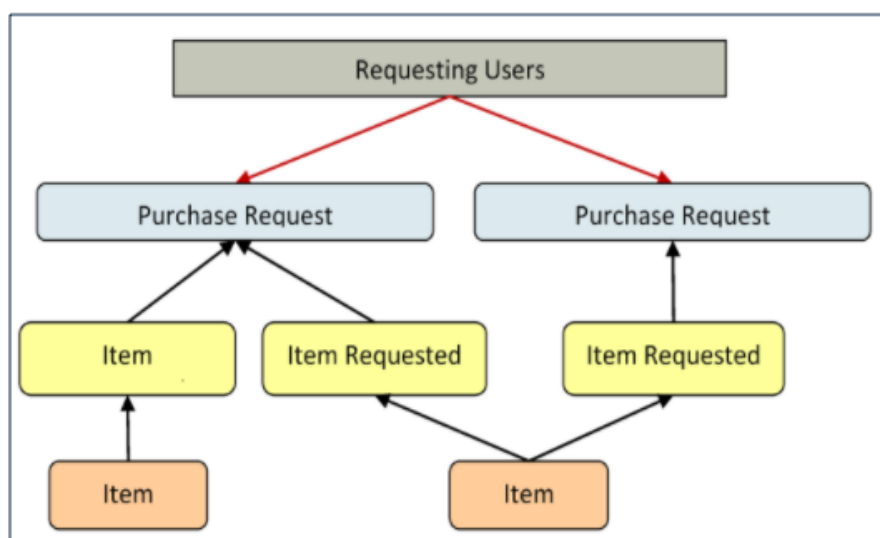 Requesting Users
Purchase Request
Purchase Request
Item
Item Requested
Item Requested
Item
Item